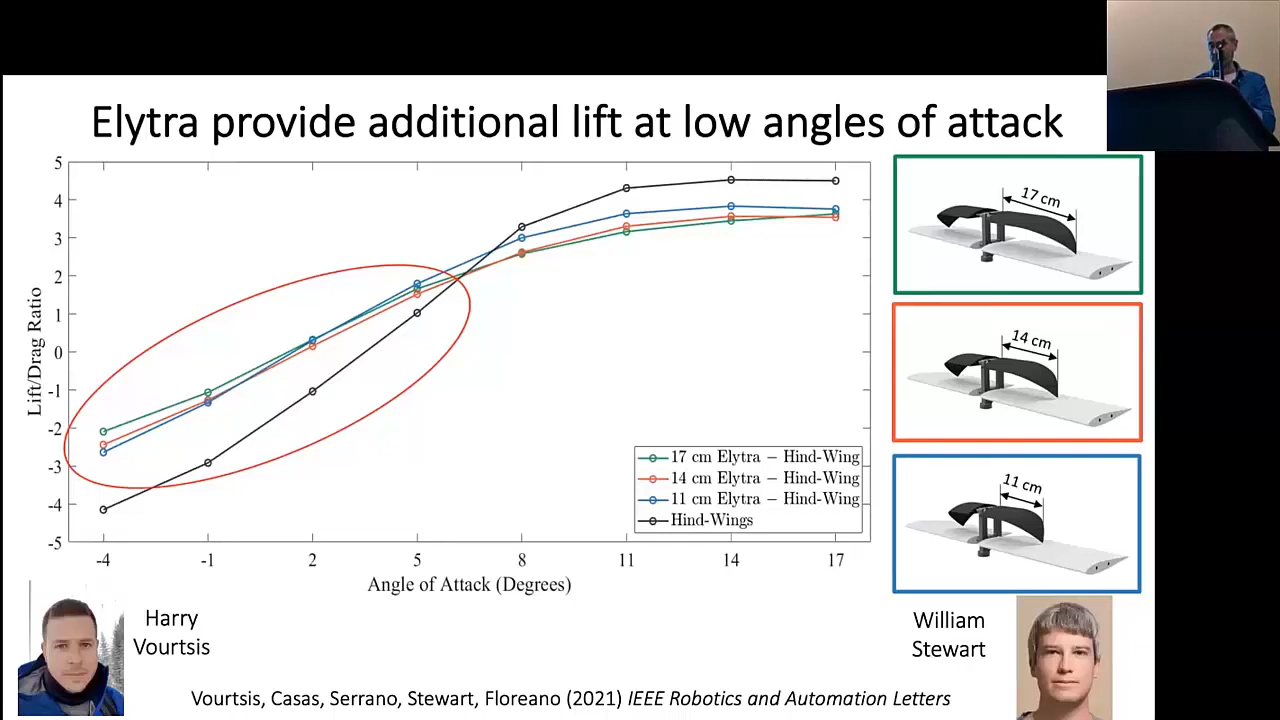 Elytra provide additional lift at low angles of attack
5
4
3
2
1
0
-1
-2
-3
-4
-5
Lift/Drag Ratio
-4 -1 2 5 8 11 14 17
Angle of Attack (Degrees)
17 cm Elytra − Hind-Wing
14 cm Elytra − Hind-Wing
11 cm Elytra − Hind-Wing
Hind-Wings
17 cm
14 cm
11 cm
Harry
Vourtsis
William
Stewart
Vourtsis, Casas, Serrano, Stewart, Floreano (2021) IEEE Robotics and Automation Letters